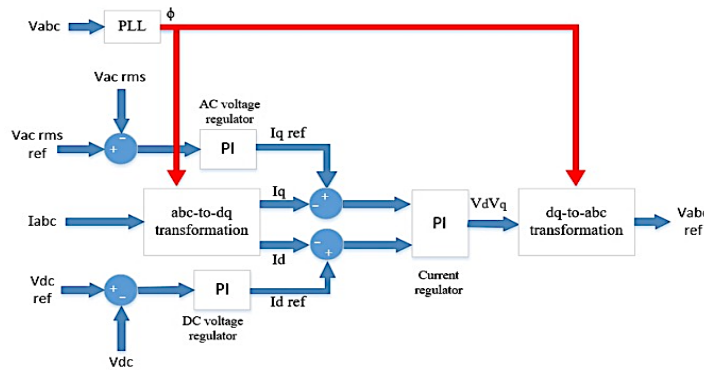 ϕ
Vabc
PLL
Vac rms
AC voltage
regulator
Vac rms
ref
−
+
PI
Iq ref
Iabc
abc-to-dq
transformation
Iq
−
+
Id
−
+
PI
VdVq
dq-to-abc
transformation
Vabc
ref
Current
regulator
Vdc
ref
+
−
PI
Id ref
DC voltage
regulator
Vdc